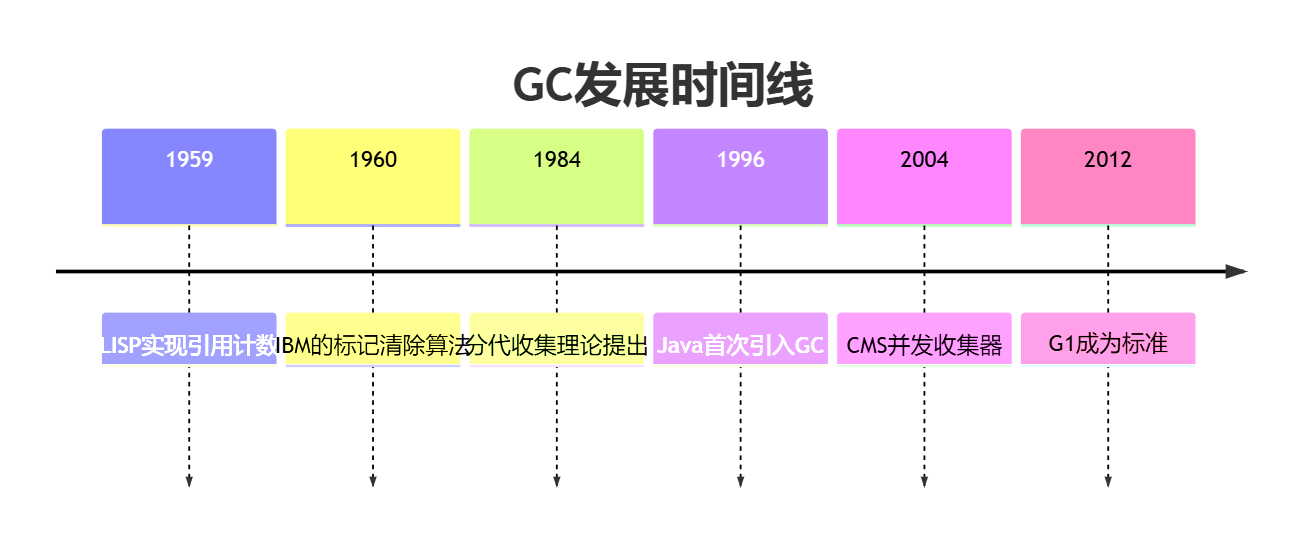 GC发展时间线
1959
1960
1984
1996
2004
2012
LISP实现引用计数
IBM的标记清除算法
分代收集理论提出
Java首次引入GC
CMS并发收集器
G1成为标准